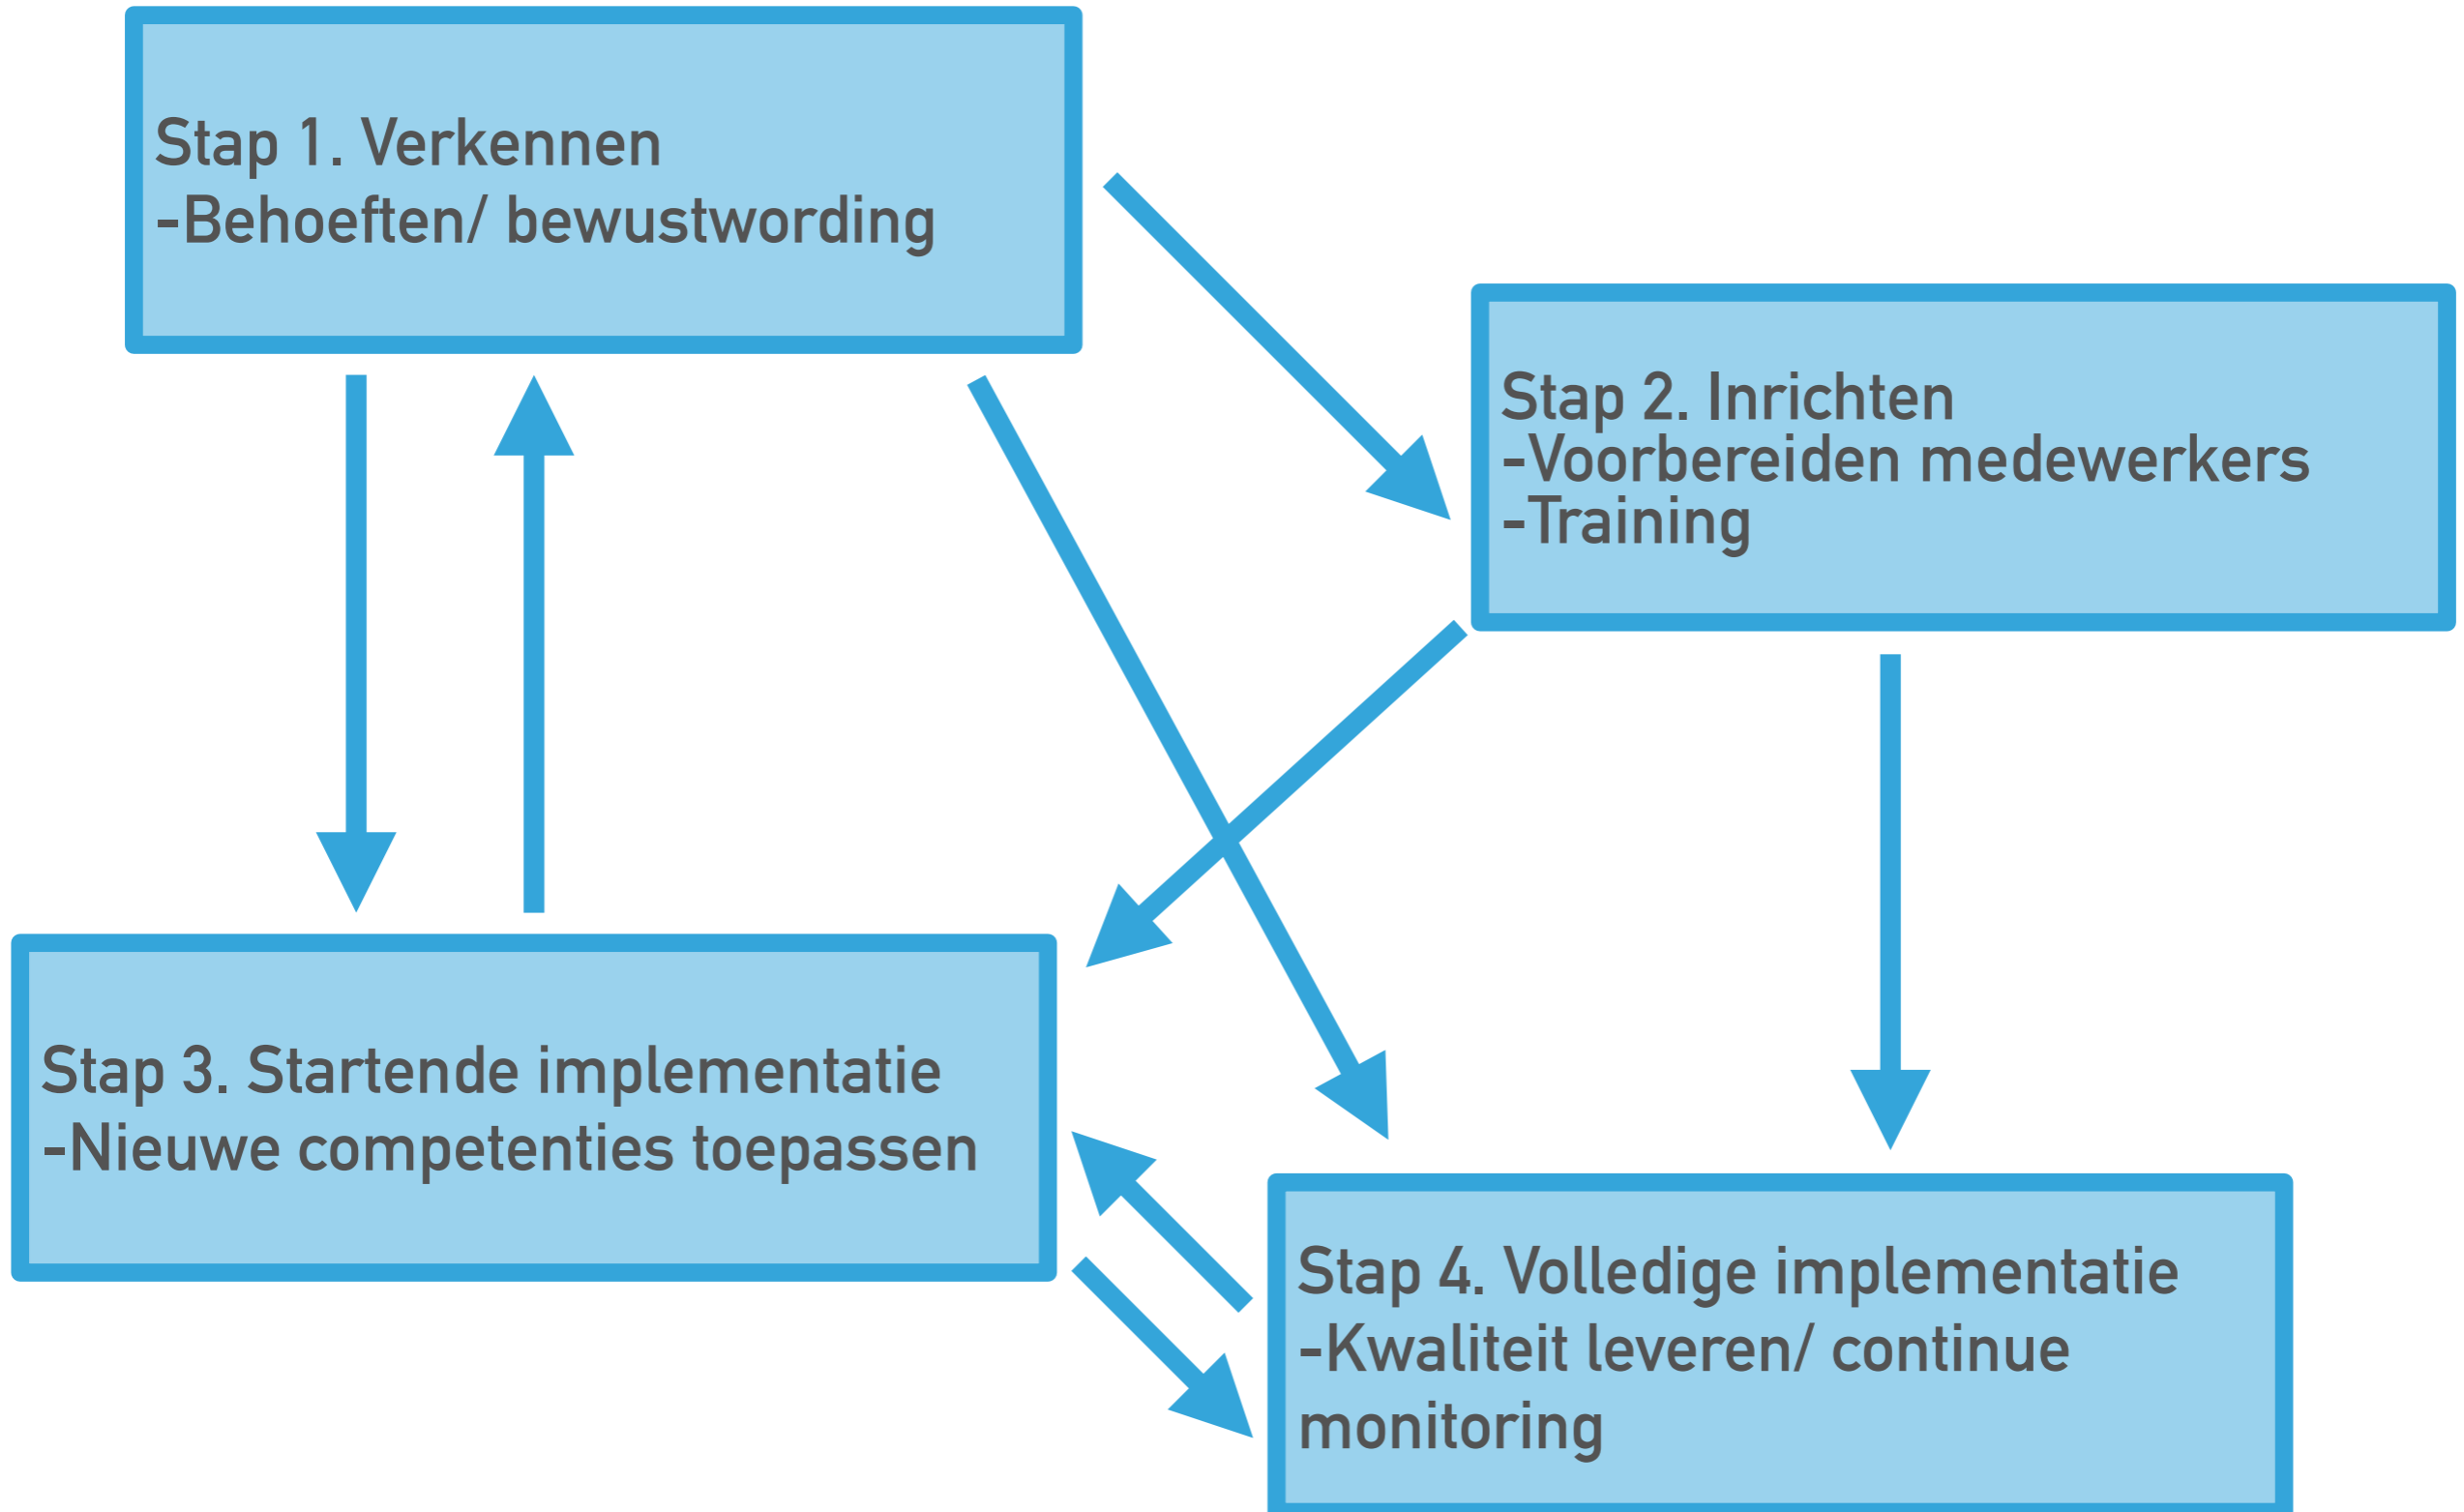 Stap 1. Verkennen
-Behoeften/ bewustwording
Stap 2. Inrichten
-Voorbereiden medewerkers
-Training
Stap 3. Startende implementatie
-Nieuwe competenties toepassen
Stap 4. Volledige implementatie
-Kwaliteit leveren/ continue
monitoring